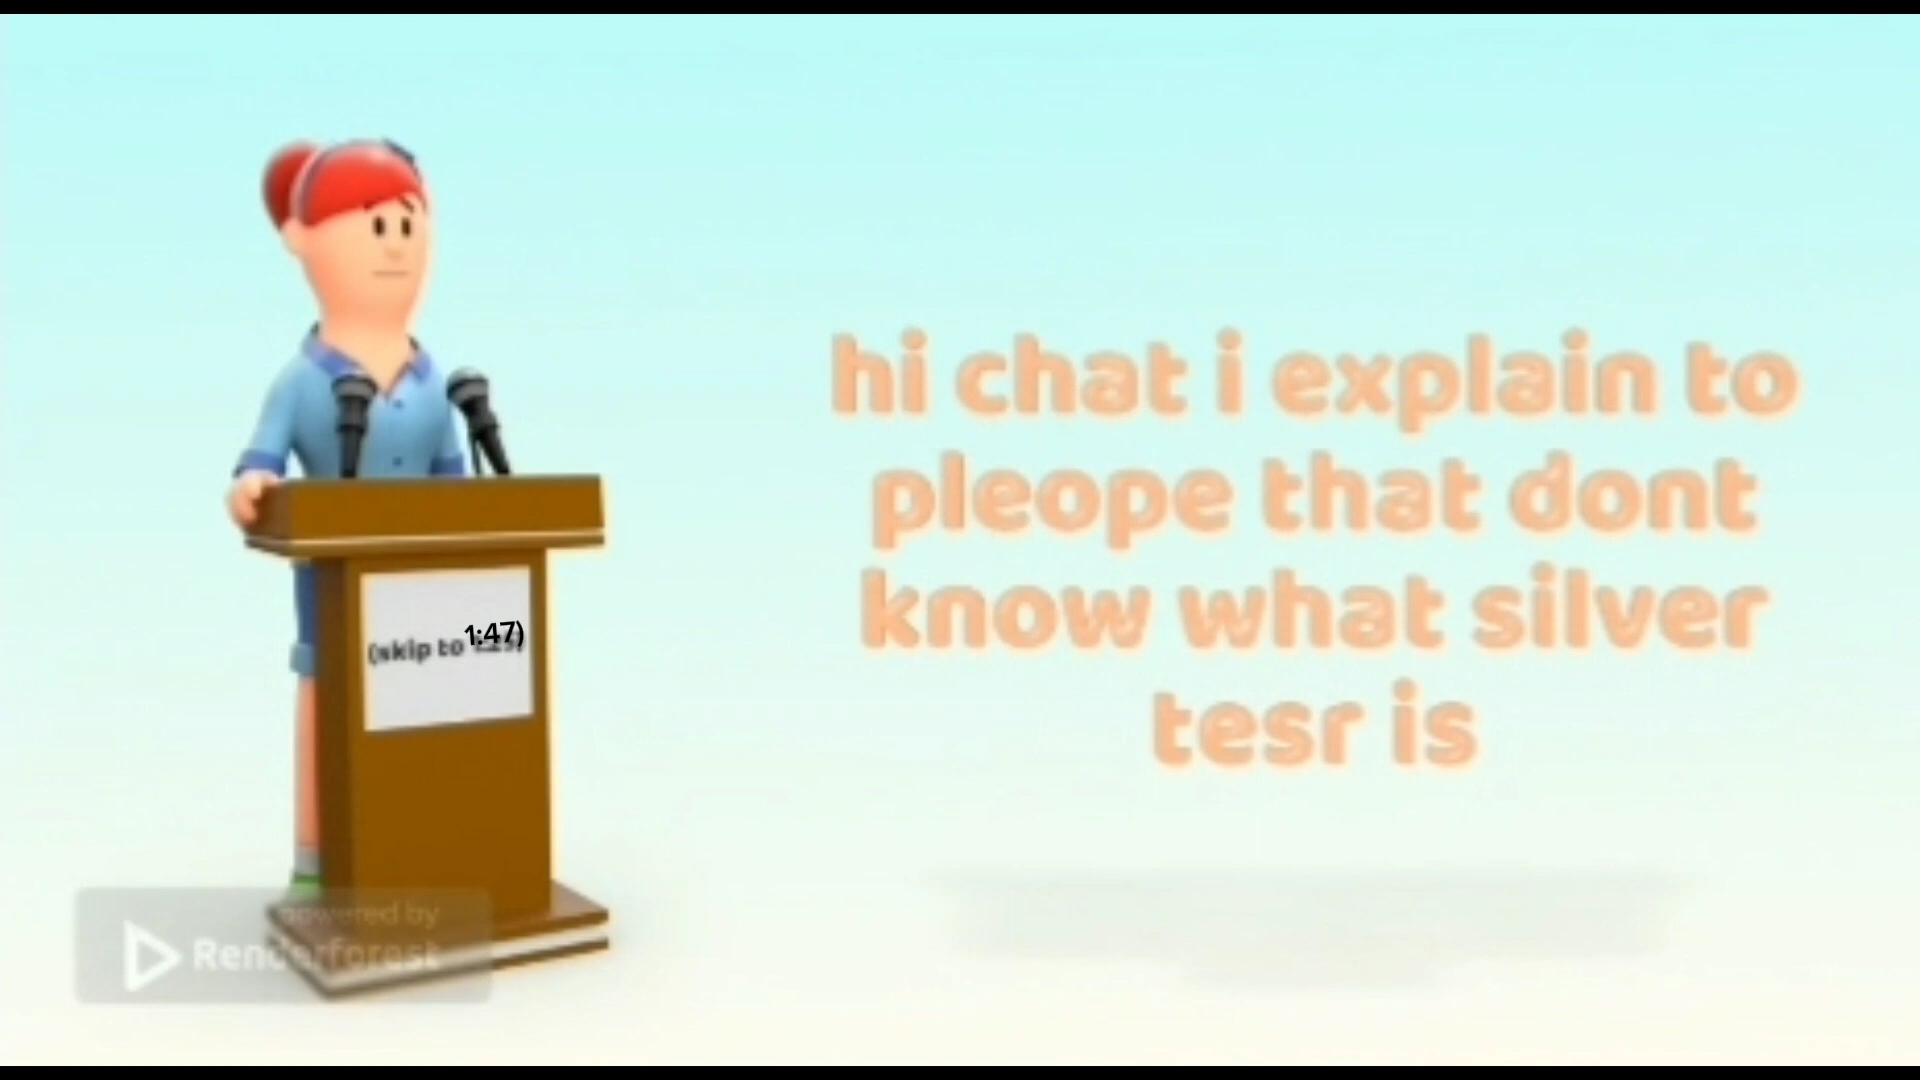 hi chat i explain to
pleope that dont
know what silver
tesr is
(skip to 1:47)
powered by
Renderforest